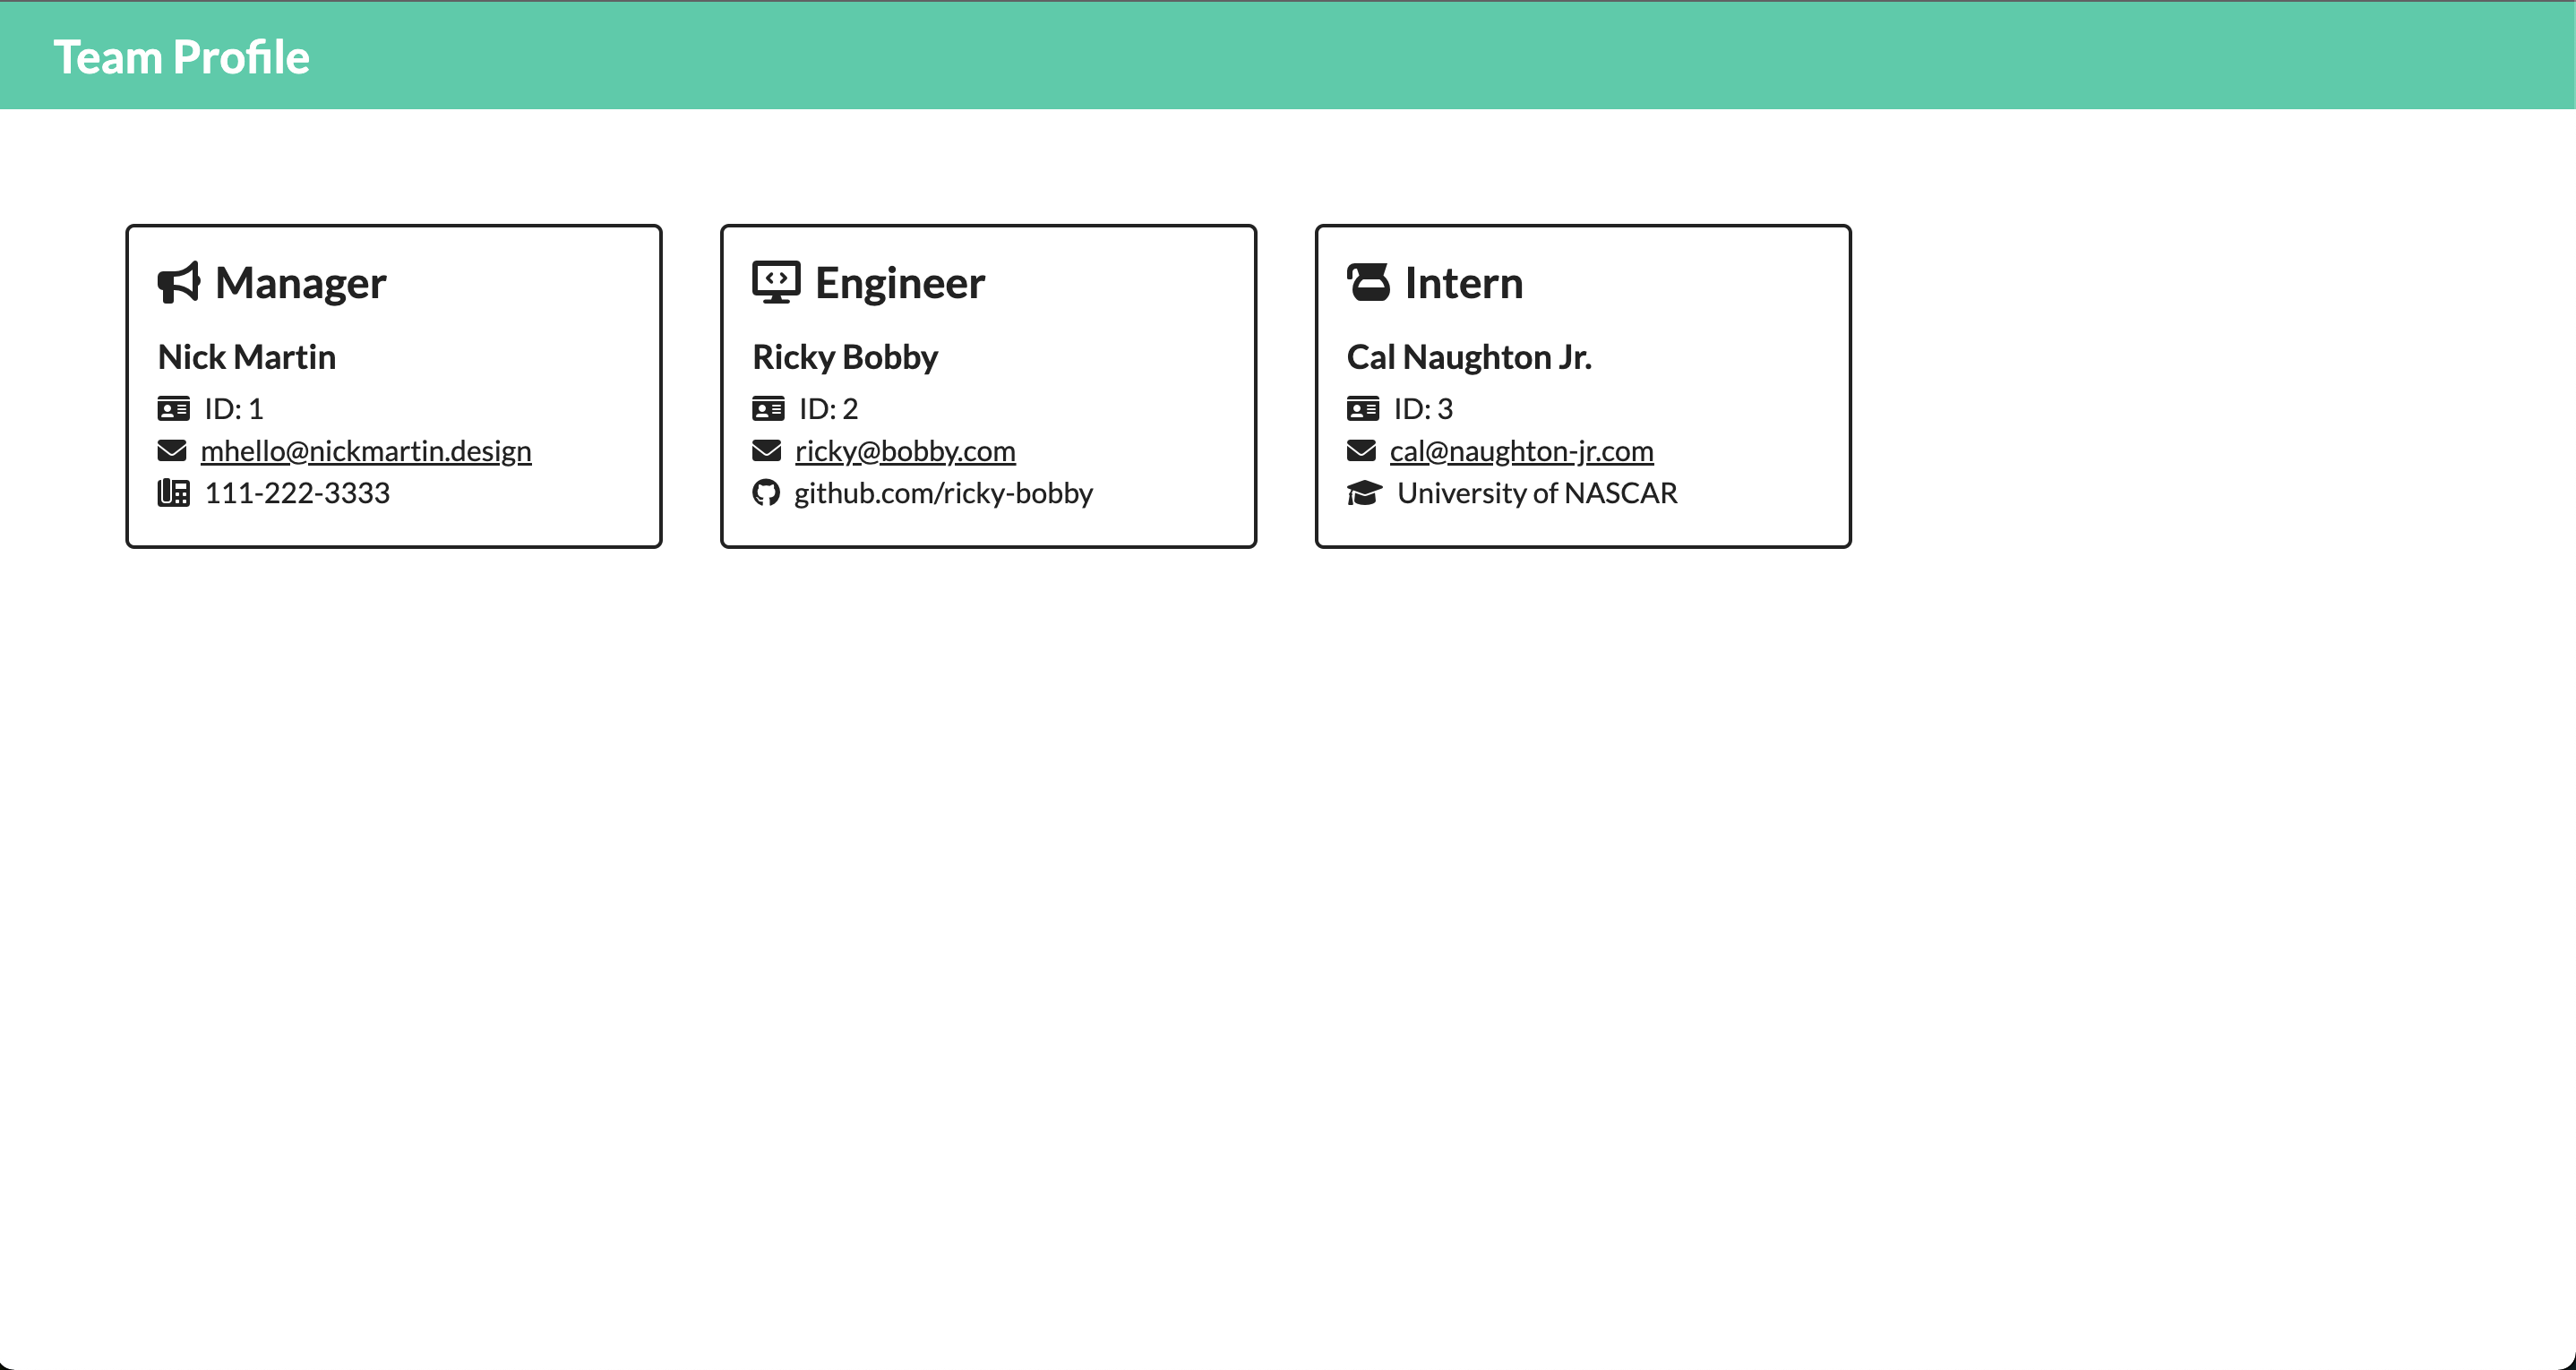 Team Profile
Manager
Nick Martin
ID: 1
mhello@nickmartin.design
111-222-3333
Engineer
Ricky Bobby
ID: 2
ricky@bobby.com
github.com/ricky-bobby
Intern
Cal Naughton Jr.
ID: 3
cal@naughton-jr.com
University of NASCAR